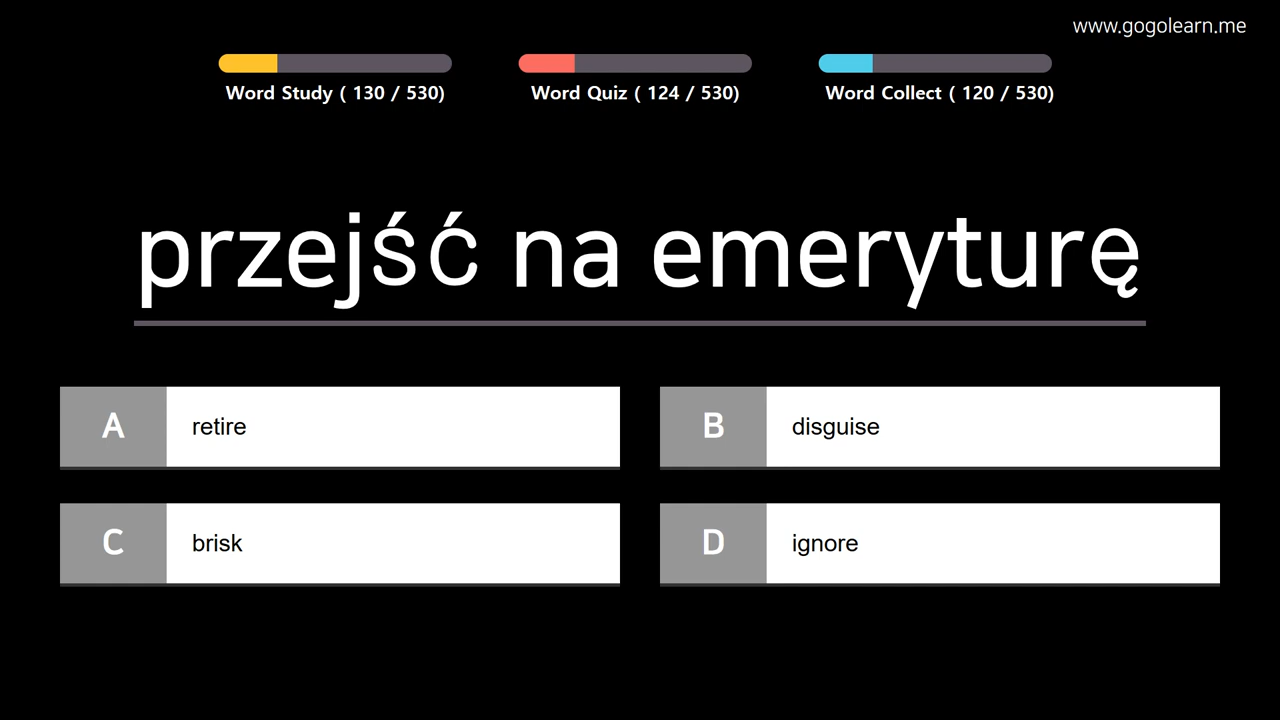 www.gogolearn.me
Word Study ( 130 / 530)
Word Quiz ( 124 / 530)
Word Collect ( 120 / 530)
przejść na emeryturę
A retire
B disguise
C brisk
D ignore